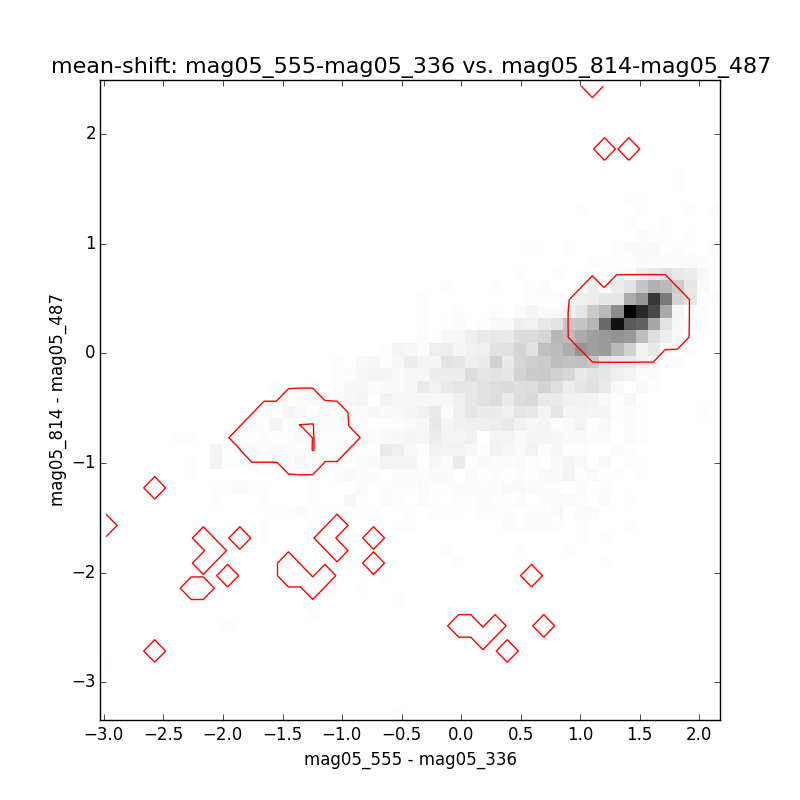 mean-shift: mag05_555-mag05_336 vs. mag05_814-mag05_487
mag05_814 - mag05_487
2
1
0
−1
−2
−3
−3.0 −2.5 −2.0 −1.5 −1.0 −0.5 0.0 0.5 1.0 1.5 2.0
mag05_555 - mag05_336